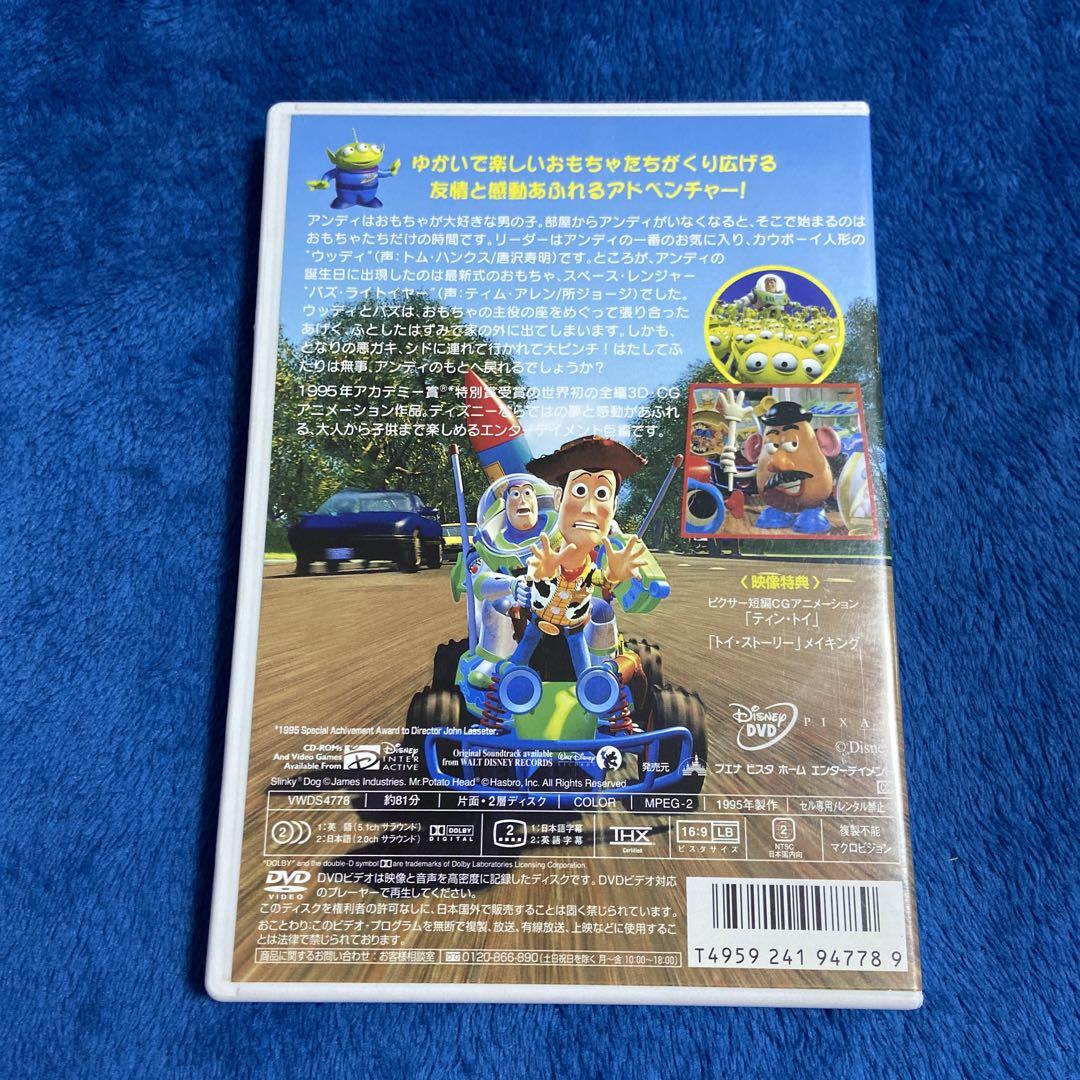 ゆかいで楽しいおもちゃたちがくり広げる
友情と感動あふれるアドベンチャー!
アンディはおもちゃが大好きな男の子。部屋からアンディがいなくなると、そこで始まるのは
おもちゃたちだけの時間です。リーダーはアンディの一番のお気に入り、カウボーイ人形の
"ウッディ"(声:トム・ハンクス/唐沢寿明)です。ところが、アンディの
誕生日に出現したのは最新式のおもちゃ、スペース・レンジャー
"バズ・ライトイヤー"(声:ティム・アレン/所ジョージ)でした。
ウッディとバズは、おもちゃの主役の座をめぐって張り合った
あげく、ふとしたはずみで家の外に出てしまいます。しかも、
となりの悪ガキ、シドに連れて行かれて大ピンチ!はたしてふ
たりは無事、アンディのもとへ戻れるでしょうか?
1995年アカデミー賞®*特別賞受賞の世界初の全編3D・CG
アニメーション作品。ディズニーならではの夢と感動があふれ
る、大人から子供まで楽しめるエンターテイメント巨編です。
〈映像特典〉
ピクサー短編CGアニメーション
「ティン・トイ」
「トイ・ストーリー」メイキング
DISNEY DVD
PIXA
©Disne
*1995 Special Achivement Award to Director John Lasseter.
CD-ROMs
And Video Games
Available From
DISNEY
INTER
ACTIVE
Original Soundtrack available
from WALT DISNEY RECORDS
Walt Disney
RECORDS
発売元
ブエナ ビスタ ホーム エンターテイメント
Slinky® Dog ©James Industries. Mr.Potato Head® ©Hasbro, Inc. All Rights Reserved.
VWDS4778 約81分 片面・2層ディスク COLOR MPEG-2 1995年製作 セル専用/レンタル禁止
2 1:英 語(5.1ch サラウンド)
2:日本語(2.0ch サラウンド)
DOLBY
DIGITAL
2 1:日本語字幕
2:英語字幕
THX
Certified
16:9 LB
ビスタサイズ
2
NTSC
日本国内向
複製不能
マクロビジョン
"DOLBY" and the double-D symbol are trademarks of Dolby Laboratories Licensing Corporation.
DVD
VIDEO
DVDビデオは映像と音声を高密度に記録したディスクです。DVDビデオ対応
のプレーヤーで再生してください。
このディスクを権利者の許可なしに、日本国外で販売することは固く禁じられています。
おことわり:このビデオ・プログラムを無断で複製、放送、有線放送、上映などに使用するこ
とは法律で禁じられております。
商品に関するお問い合わせ:お客様相談室 0120-866-890(土日祝日を除く 月〜金 10:00〜18:00)
T4959 241 94778 9